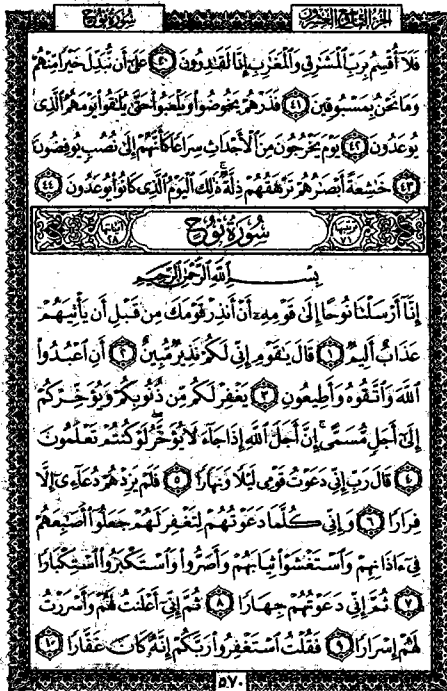 سورة نوح
الجزء التاسع والعشرون
فَلَآ أُقْسِمُ بِرَبِّ ٱلْمَشَٰرِقِ وَٱلْمَغَٰرِبِ إِنَّا لَقَٰدِرُونَ ٤٠ عَلَىٰٓ أَن نُّبَدِّلَ خَيْرًا مِّنْهُمْ
وَمَا نَحْنُ بِمَسْبُوقِينَ ٤١ فَذَرْهُمْ يَخُوضُوا۟ وَيَلْعَبُوا۟ حَتَّىٰ يُلَٰقُوا۟ يَوْمَهُمُ ٱلَّذِى
يُوعَدُونَ ٤٢ يَوْمَ يَخْرُجُونَ مِنَ ٱلْأَجْدَاثِ سِرَاعًا كَأَنَّهُمْ إِلَىٰ نُصُبٍ يُوفِضُونَ
٤٣ خَٰشِعَةً أَبْصَٰرُهُمْ تَرْهَقُهُمْ ذِلَّةٌ ۚ ذَٰلِكَ ٱلْيَوْمُ ٱلَّذِى كَانُوا۟ يُوعَدُونَ ٤٤
ترتيبها ٧١ سُورَةُ نُوحٍ آياتها ٢٨
بِسْمِ ٱللَّهِ ٱلرَّحْمَٰنِ ٱلرَّحِيمِ
إِنَّآ أَرْسَلْنَا نُوحًا إِلَىٰ قَوْمِهِۦٓ أَنْ أَنذِرْ قَوْمَكَ مِن قَبْلِ أَن يَأْتِيَهُمْ
عَذَابٌ أَلِيمٌ ١ قَالَ يَٰقَوْمِ إِنِّى لَكُمْ نَذِيرٌ مُّبِينٌ ٢ أَنِ ٱعْبُدُوا۟
ٱللَّهَ وَٱتَّقُوهُ وَأَطِيعُونِ ٣ يَغْفِرْ لَكُم مِّن ذُنُوبِكُمْ وَيُؤَخِّرْكُمْ
إِلَىٰٓ أَجَلٍ مُّسَمًّى ۚ إِنَّ أَجَلَ ٱللَّهِ إِذَا جَآءَ لَا يُؤَخَّرُ ۖ لَوْ كُنتُمْ تَعْلَمُونَ
٤ قَالَ رَبِّ إِنِّى دَعَوْتُ قَوْمِى لَيْلًا وَنَهَارًا ٥ فَلَمْ يَزِدْهُمْ دُعَآءِىٓ إِلَّا
فِرَارًا ٦ وَإِنِّى كُلَّمَا دَعَوْتُهُمْ لِتَغْفِرَ لَهُمْ جَعَلُوٓا۟ أَصَٰبِعَهُمْ
فِىٓ ءَاذَانِهِمْ وَٱسْتَغْشَوْا۟ ثِيَابَهُمْ وَأَصَرُّوا۟ وَٱسْتَكْبَرُوا۟ ٱسْتِكْبَارًا
٧ ثُمَّ إِنِّى دَعَوْتُهُمْ جِهَارًا ٨ ثُمَّ إِنِّىٓ أَعْلَنتُ لَهُمْ وَأَسْرَرْتُ
لَهُمْ إِسْرَارًا ٩ فَقُلْتُ ٱسْتَغْفِرُوا۟ رَبَّكُمْ إِنَّهُۥ كَانَ غَفَّارًا ١٠
٥٧٠